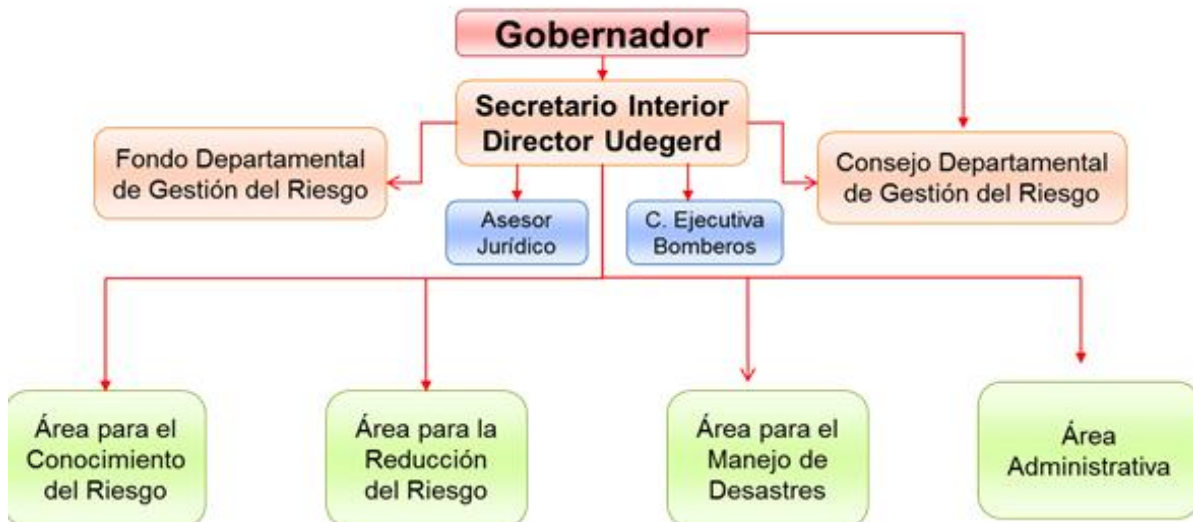 Gobernador
Secretario Interior
Director Udegerd
Fondo Departamental
de Gestión del Riesgo
Consejo Departamental
de Gestión del Riesgo
Asesor
Jurídico
C. Ejecutiva
Bomberos
Área para el
Conocimiento
del Riesgo
Área para la
Reducción
del Riesgo
Área para el
Manejo de
Desastres
Área
Administrativa